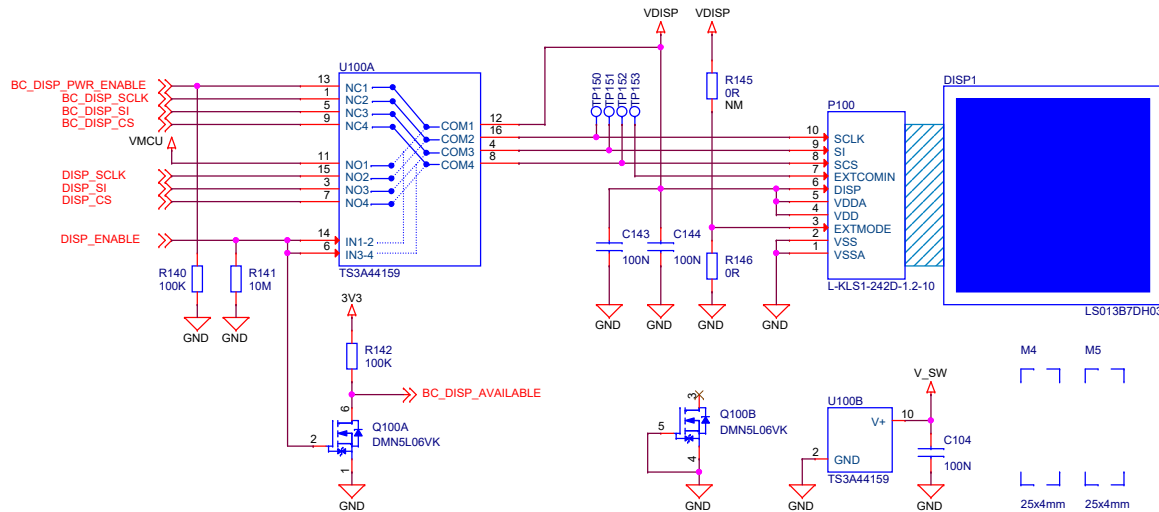 VDISP
VDISP
U100A
DISP1
BC_DISP_PWR_ENABLE
13
NC1
BC_DISP_SCLK
1
NC2
BC_DISP_SI
5
NC3
BC_DISP_CS
9
NC4
VMCU
11
NO1
DISP_SCLK
15
NO2
DISP_SI
3
NO3
DISP_CS
7
NO4
DISP_ENABLE
14
IN1-2
6
IN3-4
TS3A44159
COM1
12
COM2
16
COM3
4
COM4
8
TP150
TP151
TP152
TP153
R145
0R
NM
P100
10
SCLK
9
SI
8
SCS
7
EXTCOMIN
6
DISP
5
VDDA
4
VDD
3
EXTMODE
2
VSS
1
VSSA
L-KLS1-242D-1.2-10
LS013B7DH03
R140
100K
R141
10M
C143
100N
C144
100N
R146
0R
GND
GND
GND
GND
GND
GND
3V3
R142
100K
BC_DISP_AVAILABLE
6
2
1
Q100A
DMN5L06VK
GND
3
5
4
Q100B
DMN5L06VK
GND
U100B
V_SW
V+
10
2
GND
TS3A44159
C104
100N
GND
GND
M4
M5
25x4mm
25x4mm